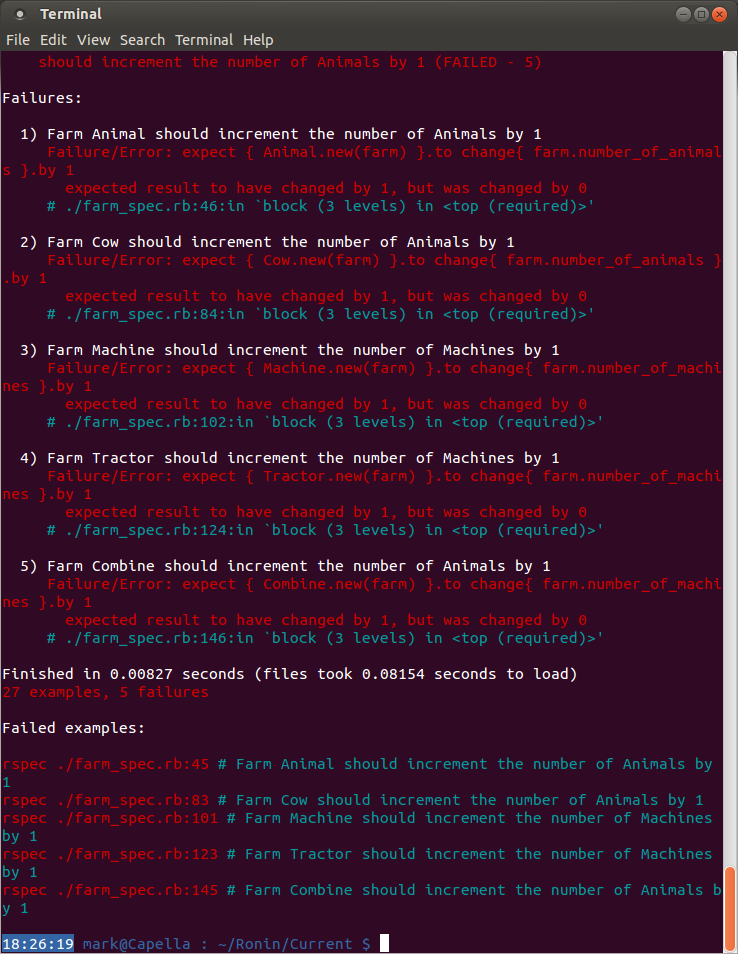 Terminal
File Edit View Search Terminal Help
should increment the number of Animals by 1 (FAILED - 5)
Failures:
1) Farm Animal should increment the number of Animals by 1
Failure/Error: expect { Animal.new(farm) }.to change{ farm.number_of_animal
s }.by 1
expected result to have changed by 1, but was changed by 0
# ./farm_spec.rb:46:in `block (3 levels) in <top (required)>'
2) Farm Cow should increment the number of Animals by 1
Failure/Error: expect { Cow.new(farm) }.to change{ farm.number_of_animals }
.by 1
expected result to have changed by 1, but was changed by 0
# ./farm_spec.rb:84:in `block (3 levels) in <top (required)>'
3) Farm Machine should increment the number of Machines by 1
Failure/Error: expect { Machine.new(farm) }.to change{ farm.number_of_machi
nes }.by 1
expected result to have changed by 1, but was changed by 0
# ./farm_spec.rb:102:in `block (3 levels) in <top (required)>'
4) Farm Tractor should increment the number of Machines by 1
Failure/Error: expect { Tractor.new(farm) }.to change{ farm.number_of_machi
nes }.by 1
expected result to have changed by 1, but was changed by 0
# ./farm_spec.rb:124:in `block (3 levels) in <top (required)>'
5) Farm Combine should increment the number of Animals by 1
Failure/Error: expect { Combine.new(farm) }.to change{ farm.number_of_machi
nes }.by 1
expected result to have changed by 1, but was changed by 0
# ./farm_spec.rb:146:in `block (3 levels) in <top (required)>'
Finished in 0.00827 seconds (files took 0.08154 seconds to load)
27 examples, 5 failures
Failed examples:
rspec ./farm_spec.rb:45 # Farm Animal should increment the number of Animals by
1
rspec ./farm_spec.rb:83 # Farm Cow should increment the number of Animals by 1
rspec ./farm_spec.rb:101 # Farm Machine should increment the number of Machines
by 1
rspec ./farm_spec.rb:123 # Farm Tractor should increment the number of Machines
by 1
rspec ./farm_spec.rb:145 # Farm Combine should increment the number of Animals b
y 1
18:26:19 mark@Capella : ~/Ronin/Current $